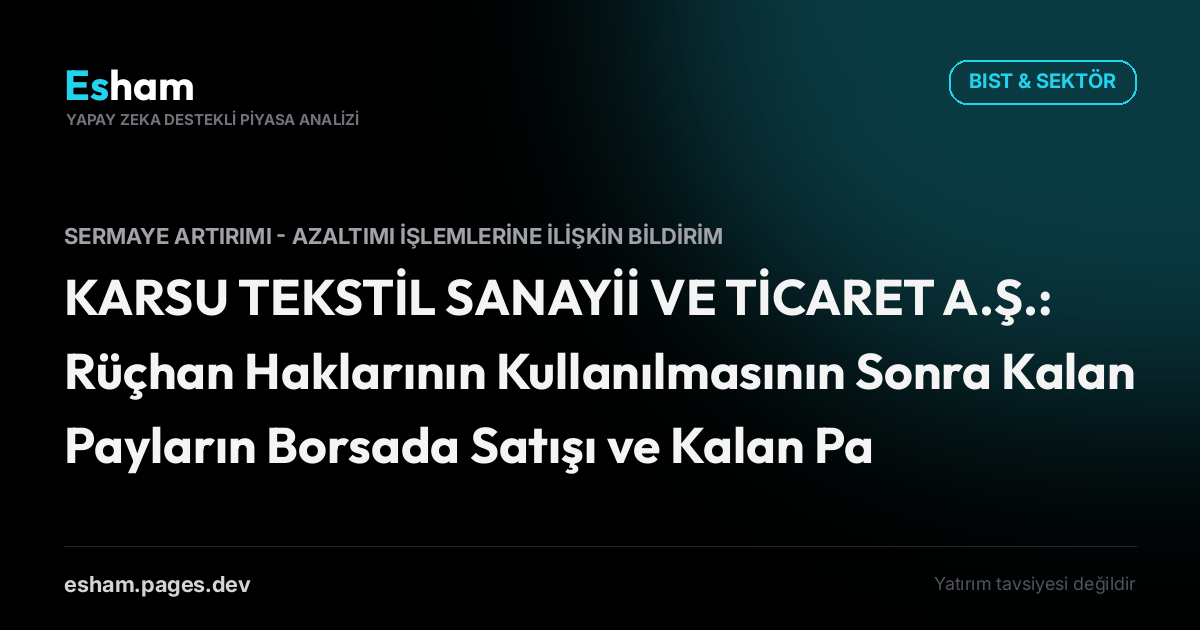 Esham
BIST & SEKTÖR
YAPAY ZEKA DESTEKLİ PİYASA ANALİZİ
SERMAYE ARTIRIMI - AZALTIMI İŞLEMLERİNE İLİŞKİN BİLDİRİM
KARSU TEKSTİL SANAYİİ VE TİCARET A.Ş.:
Rüçhan Haklarının Kullanılmasının Sonra Kalan
Payların Borsada Satışı ve Kalan Pa
esham.pages.dev
Yatırım tavsiyesi değildir